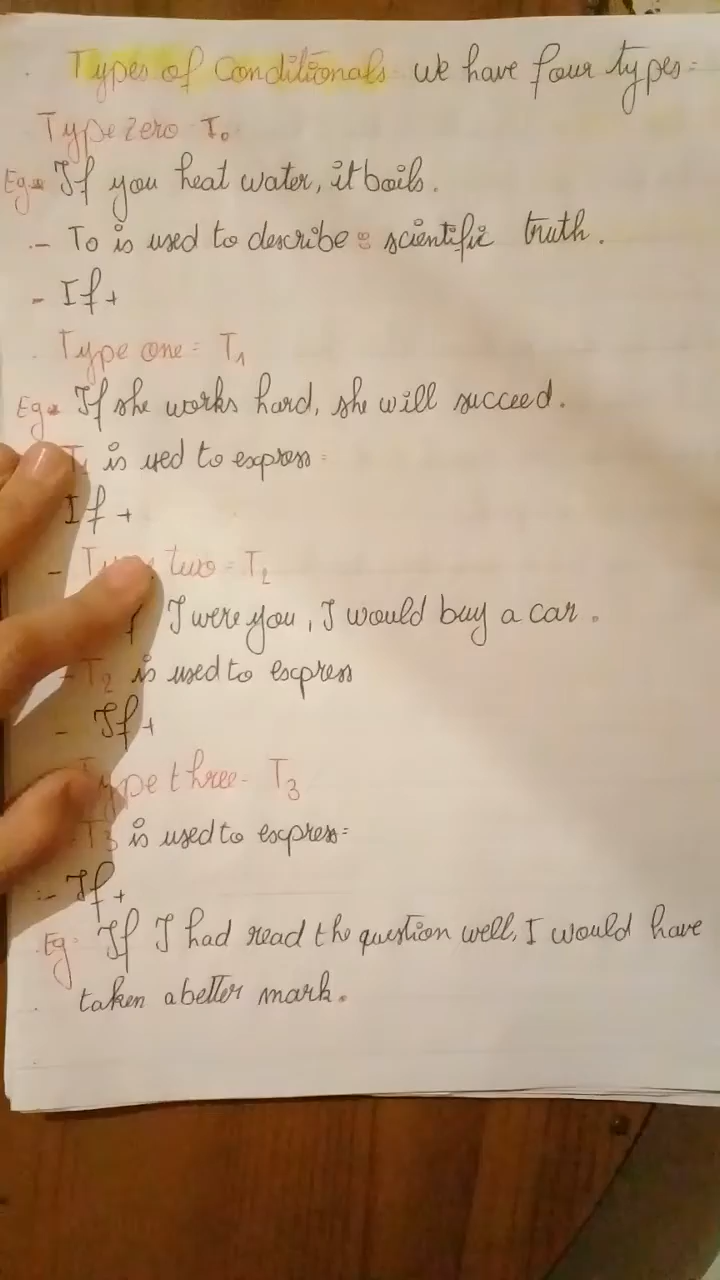 . Types of Conditionals we have four types:
Type zero T0
Eg: If you heat water, it boils.
- T0 is used to describe: scientific truth.
- If +
. Type one: T1
Eg: If she works hard, she will succeed.
T1 is used to express:
If +
- two: T2
I were you, I would buy a car.
- T2 is used to express
- If +
Type three - T3
T3 is used to express:
- If +
Eg: If I had read the question well, I would have
taken a better mark.